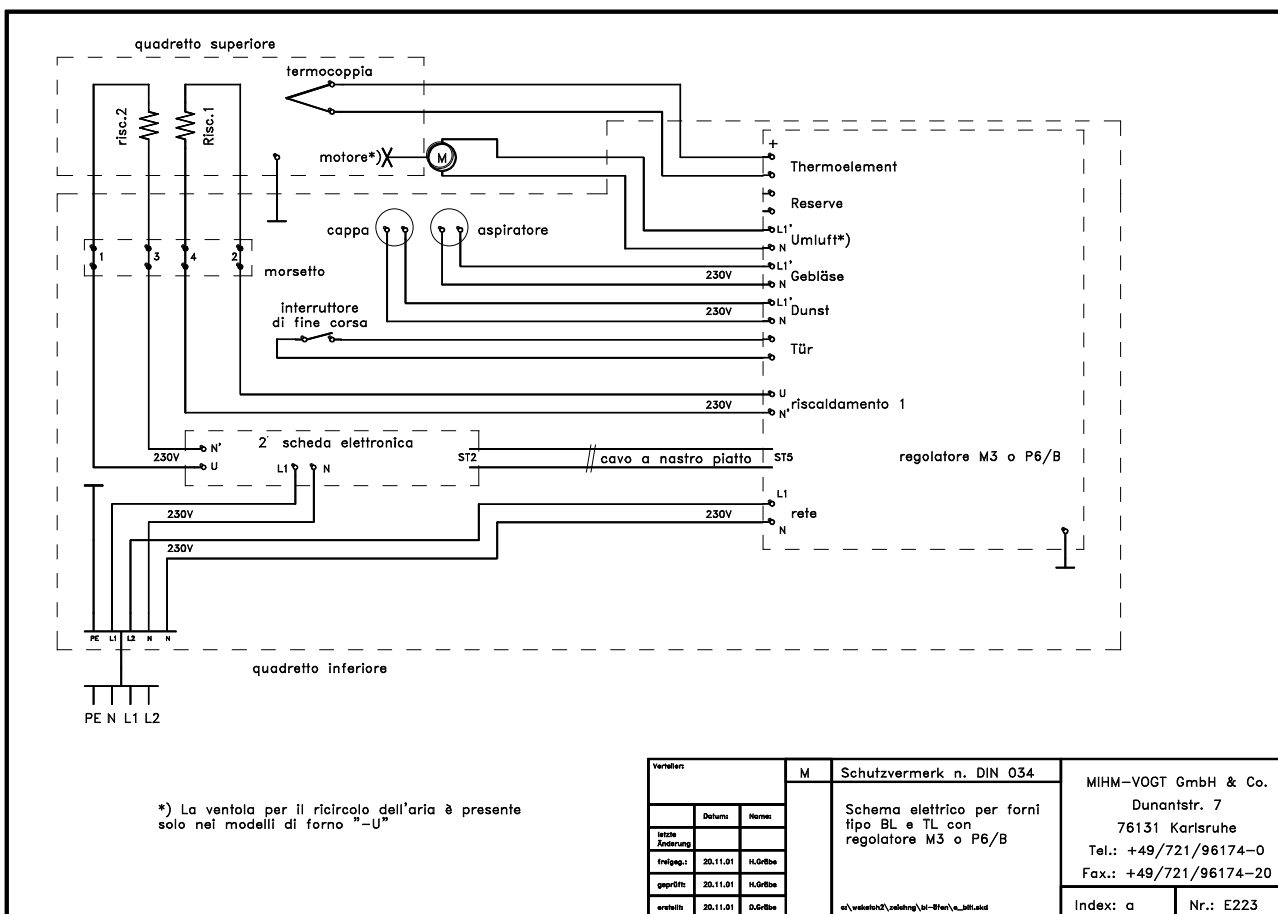 quadretto superiore
termocoppia
risc.2
Risc.1
motore*)
M
+
Thermoelement
Reserve
L1'
Umluft*)
N
cappa
aspiratore
L1'
230V
Gebläse
N
1
3
4
2
morsetto
L1'
230V
Dunst
N
interruttore
di fine corsa
Tür
U
230V
riscaldamento 1
N'
N'
2' scheda elettronica
230V
U
L1
N
ST2
cavo a nastro piatto
ST5
regolatore M3 o P6/B
L1
230V
rete
N
230V
230V
PE L1 L2 N N
quadretto inferiore
PE N L1 L2
*) La ventola per il ricircolo dell'aria è presente
solo nei modelli di forno "-U"
Verteiler:
M
Schutzvermerk n. DIN 034
Datum: Name:
letzte
Änderung
freigeg.: 20.11.01 H.Gräbe
geprüft: 20.11.01 H.Gräbe
erstellt: 20.11.01 D.Gräbe
Schema elettrico per forni
tipo BL e TL con
regolatore M3 o P6/B
MIHM-VOGT GmbH & Co.
Dunantstr. 7
76131 Karlsruhe
Tel.: +49/721/96174-0
Fax.: +49/721/96174-20
Index: a
Nr.: E223